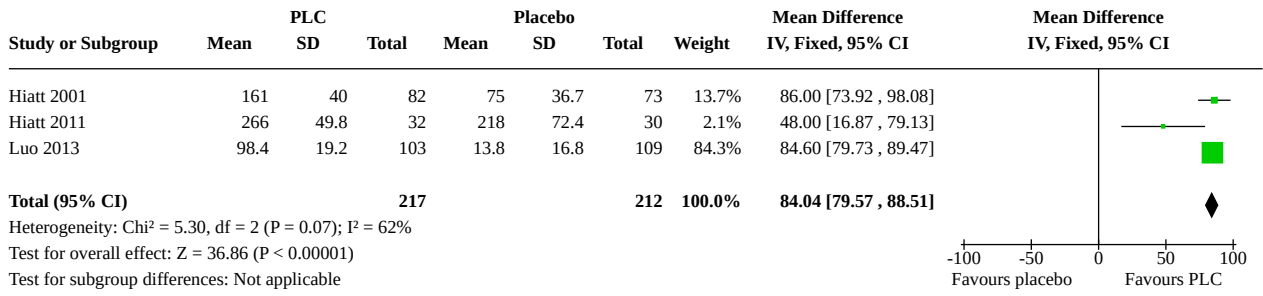 PLC Placebo Mean Difference Mean Difference
Study or Subgroup Mean SD Total Mean SD Total Weight IV, Fixed, 95% CI IV, Fixed, 95% CI
Hiatt 2001 161 40 82 75 36.7 73 13.7% 86.00 [73.92 , 98.08]
Hiatt 2011 266 49.8 32 218 72.4 30 2.1% 48.00 [16.87 , 79.13]
Luo 2013 98.4 19.2 103 13.8 16.8 109 84.3% 84.60 [79.73 , 89.47]
Total (95% CI) 217 212 100.0% 84.04 [79.57 , 88.51]
Heterogeneity: Chi² = 5.30, df = 2 (P = 0.07); I² = 62%
Test for overall effect: Z = 36.86 (P < 0.00001)
Test for subgroup differences: Not applicable
-100 -50 0 50 100
Favours placebo Favours PLC